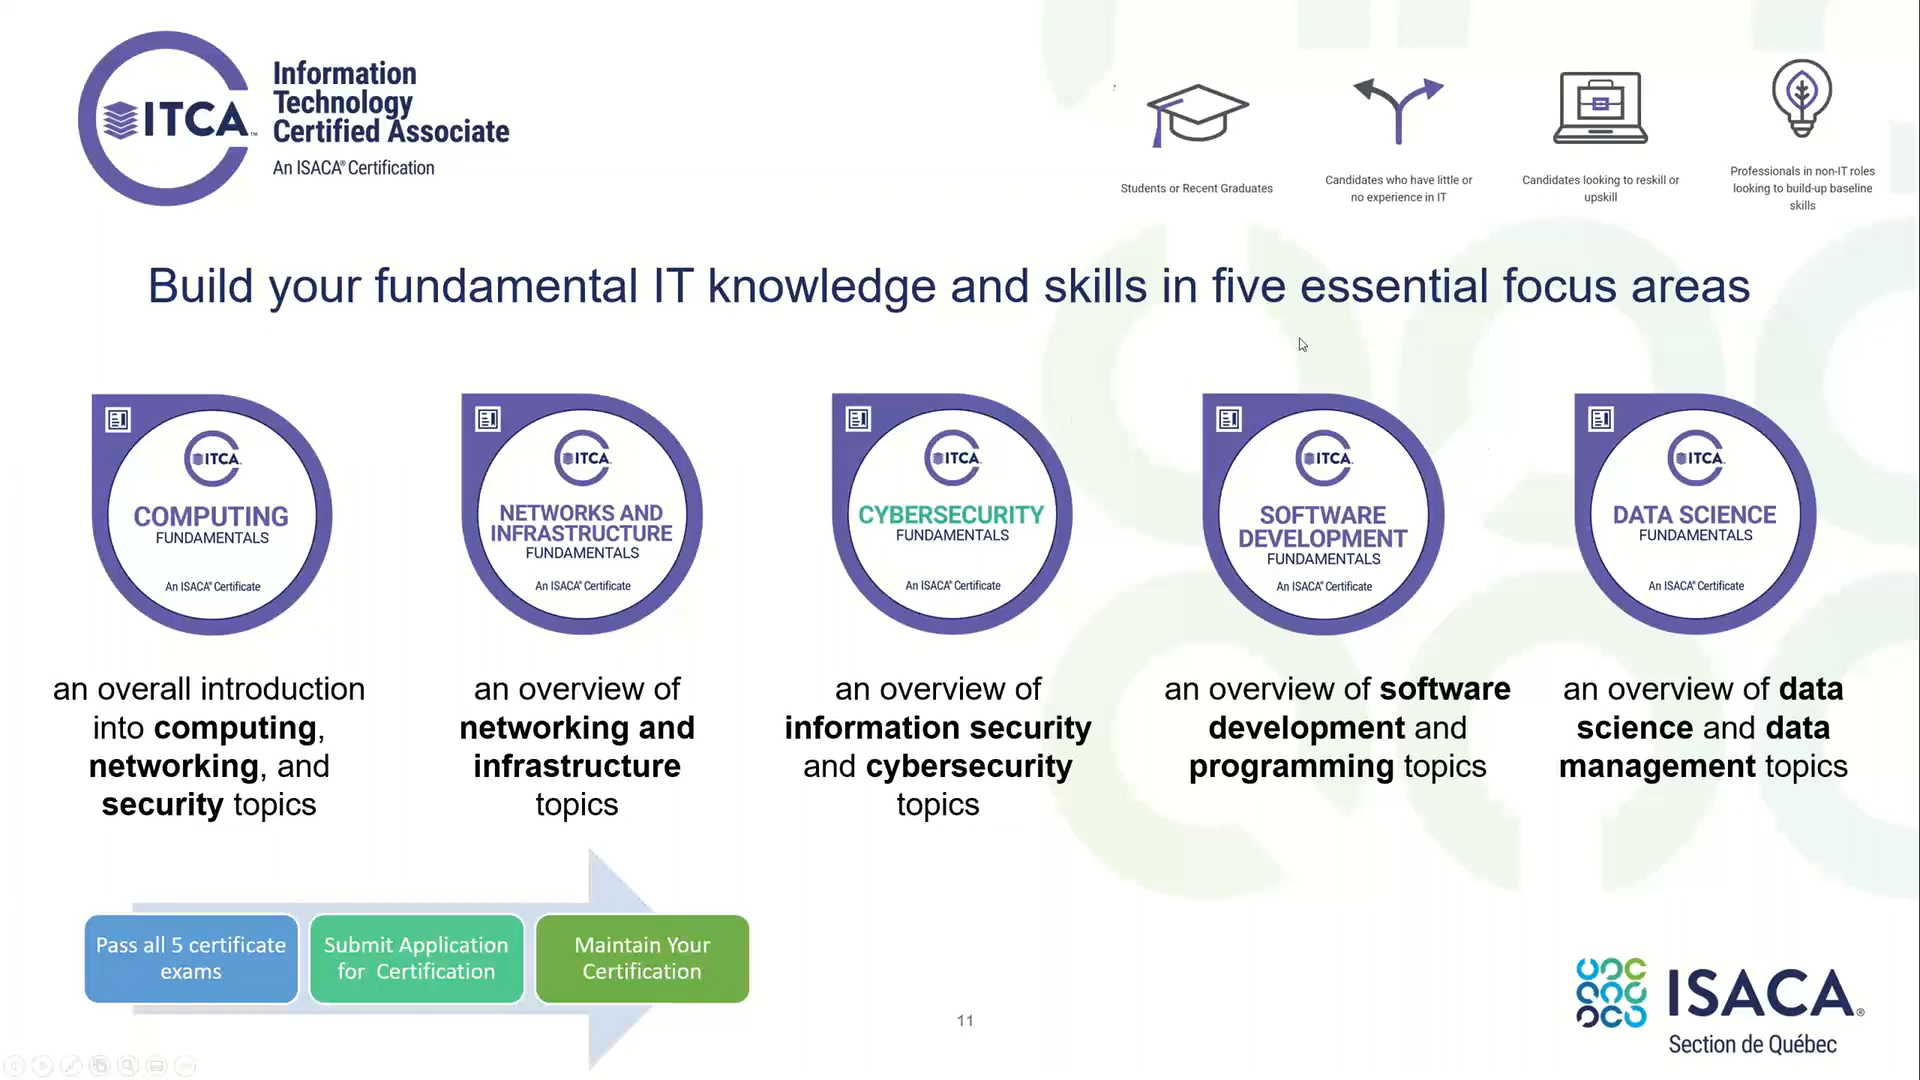 ITCA™
Information
Technology
Certified Associate
An ISACA® Certification
Students or Recent Graduates
Candidates who have little or
no experience in IT
Candidates looking to reskill or
upskill
Professionals in non-IT roles
looking to build-up baseline
skills
Build your fundamental IT knowledge and skills in five essential focus areas
ITCA
COMPUTING
FUNDAMENTALS
An ISACA® Certificate
ITCA
NETWORKS AND
INFRASTRUCTURE
FUNDAMENTALS
An ISACA® Certificate
ITCA
CYBERSECURITY
FUNDAMENTALS
An ISACA® Certificate
ITCA
SOFTWARE
DEVELOPMENT
FUNDAMENTALS
An ISACA® Certificate
ITCA
DATA SCIENCE
FUNDAMENTALS
An ISACA® Certificate
an overall introduction
into computing,
networking, and
security topics
an overview of
networking and
infrastructure
topics
an overview of
information security
and cybersecurity
topics
an overview of software
development and
programming topics
an overview of data
science and data
management topics
Pass all 5 certificate
exams
Submit Application
for Certification
Maintain Your
Certification
11
ISACA®
Section de Québec